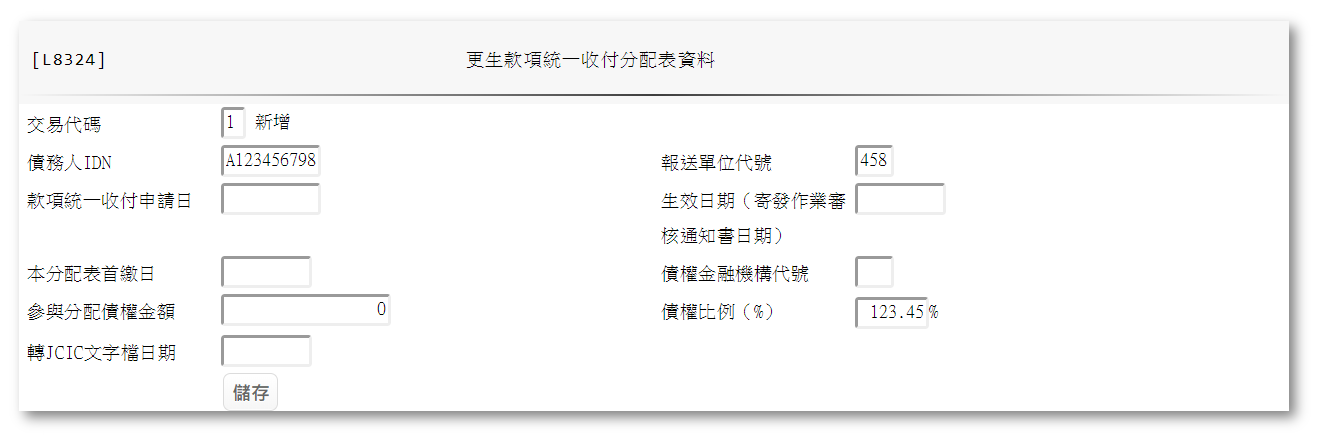 [L8324] 更生款項統一收付分配表資料
交易代碼 1 新增
債務人IDN A123456798 報送單位代號 458
款項統一收付申請日 生效日期（寄發作業審
核通知書日期）
本分配表首繳日 債權金融機構代號
參與分配債權金額 0 債權比例（%） 123.45%
轉JCIC文字檔日期
儲存